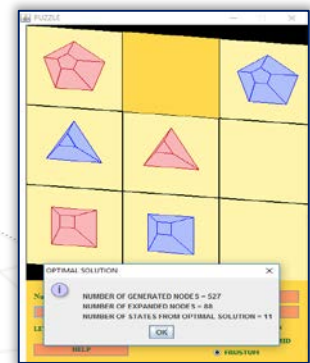 PUZZLE
OPTIMAL SOLUTION
NUMBER OF GENERATED NODES = 527
NUMBER OF EXPANDED NODES = 88
NUMBER OF STATES FROM OPTIMAL SOLUTION = 11
OK
HELP
FRUSTUM